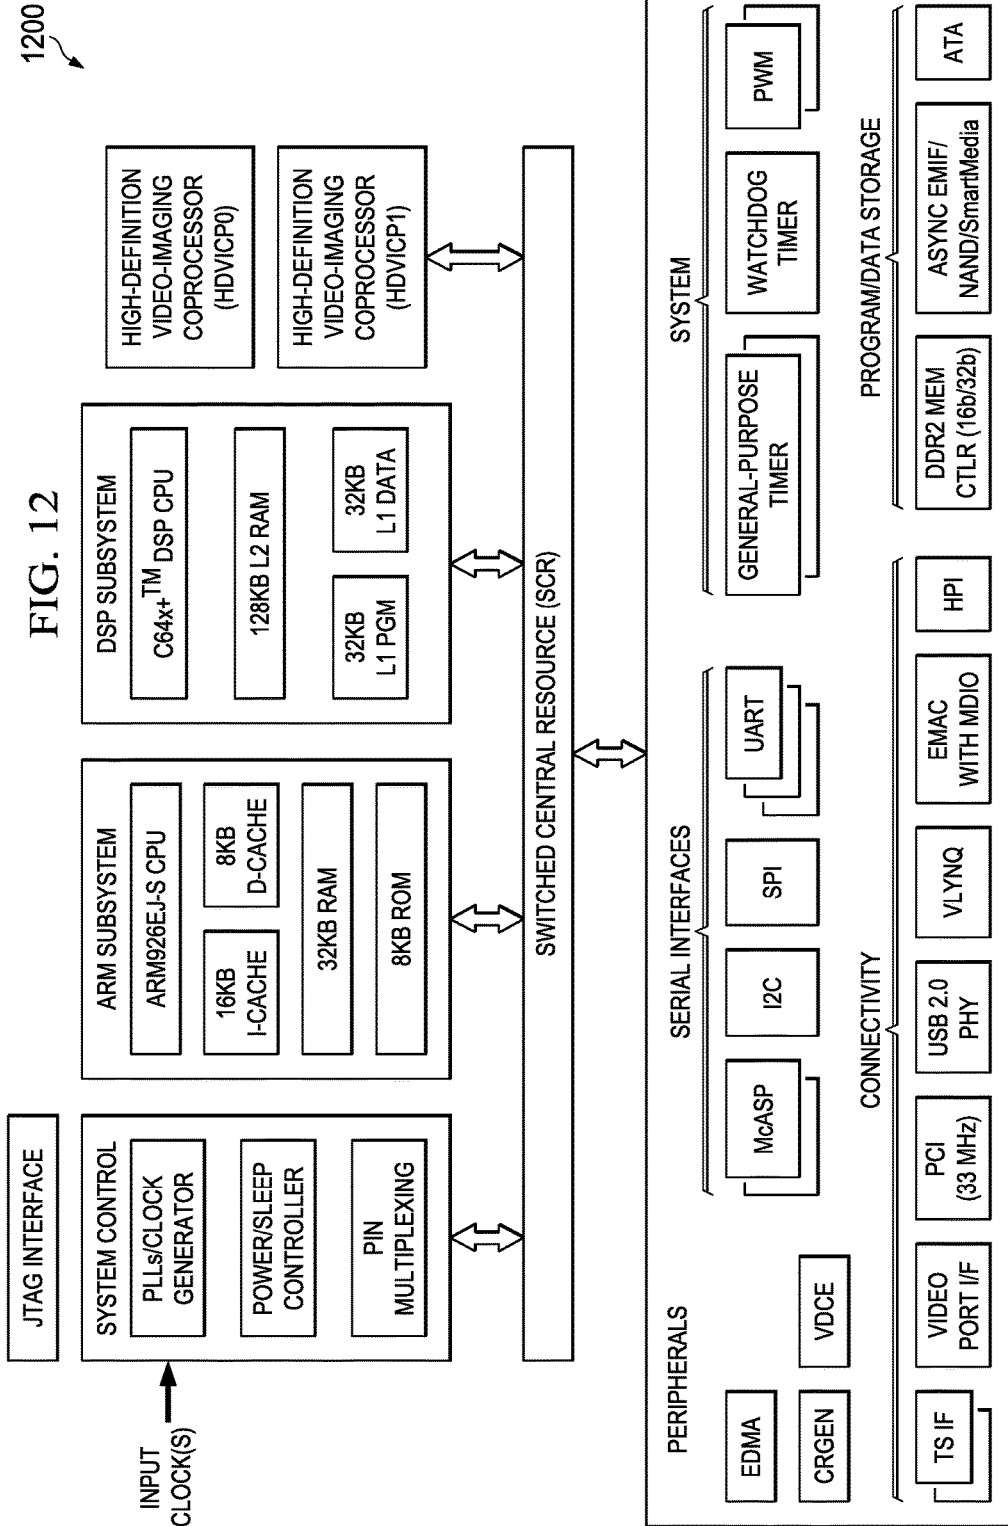 FIG. 12
1200
JTAG INTERFACE
INPUT
CLOCK(S)
SYSTEM CONTROL
PLLs/CLOCK
GENERATOR
POWER/SLEEP
CONTROLLER
PIN
MULTIPLEXING
ARM SUBSYSTEM
ARM926EJ-S CPU
16KB
I-CACHE
8KB
D-CACHE
32KB RAM
8KB ROM
DSP SUBSYSTEM
C64x+™ DSP CPU
128KB L2 RAM
32KB
L1 PGM
32KB
L1 DATA
HIGH-DEFINITION
VIDEO-IMAGING
COPROCESSOR
(HDVICP0)
HIGH-DEFINITION
VIDEO-IMAGING
COPROCESSOR
(HDVICP1)
SWITCHED CENTRAL RESOURCE (SCR)
PERIPHERALS
EDMA
CRGEN
VDCE
SERIAL INTERFACES
McASP
I2C
SPI
UART
SYSTEM
GENERAL-PURPOSE
TIMER
WATCHDOG
TIMER
PWM
CONNECTIVITY
TS IF
VIDEO
PORT I/F
PCI
(33 MHz)
USB 2.0
PHY
VLYNQ
EMAC
WITH MDIO
HPI
PROGRAM/DATA STORAGE
DDR2 MEM
CTLR (16b/32b)
ASYNC EMIF/
NAND/SmartMedia
ATA